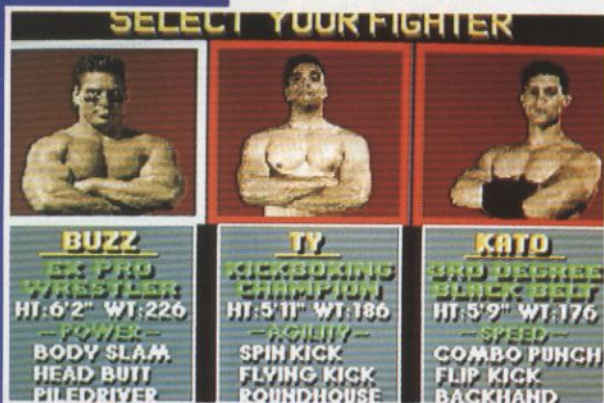 SELECT YOUR FIGHTER
BUZZ
EX PRO
WRESTLER
HT:6'2" WT:226
-POWER-
BODY SLAM
HEAD BUTT
PILEDRIVER
TY
KICKBOXING
CHAMPION
HT:5'11" WT:186
-AGILITY-
SPIN KICK
FLYING KICK
ROUNDHOUSE
KATO
3RD DEGREE
BLACK BELT
HT:5'9" WT:176
-SPEED-
COMBO PUNCH
FLIP KICK
BACKHAND